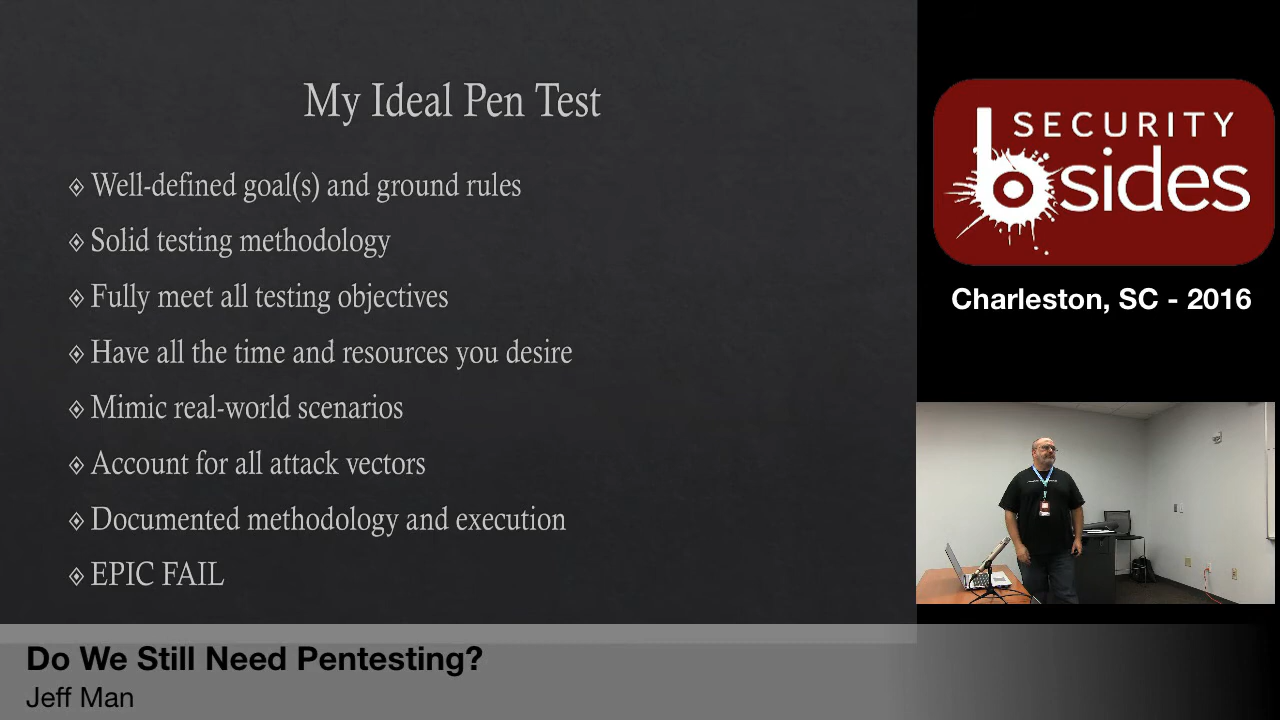 My Ideal Pen Test
Well-defined goal(s) and ground rules
Solid testing methodology
Fully meet all testing objectives
Have all the time and resources you desire
Mimic real-world scenarios
Account for all attack vectors
Documented methodology and execution
EPIC FAIL
SECURITY
bsides
Charleston, SC - 2016
Do We Still Need Pentesting?
Jeff Man